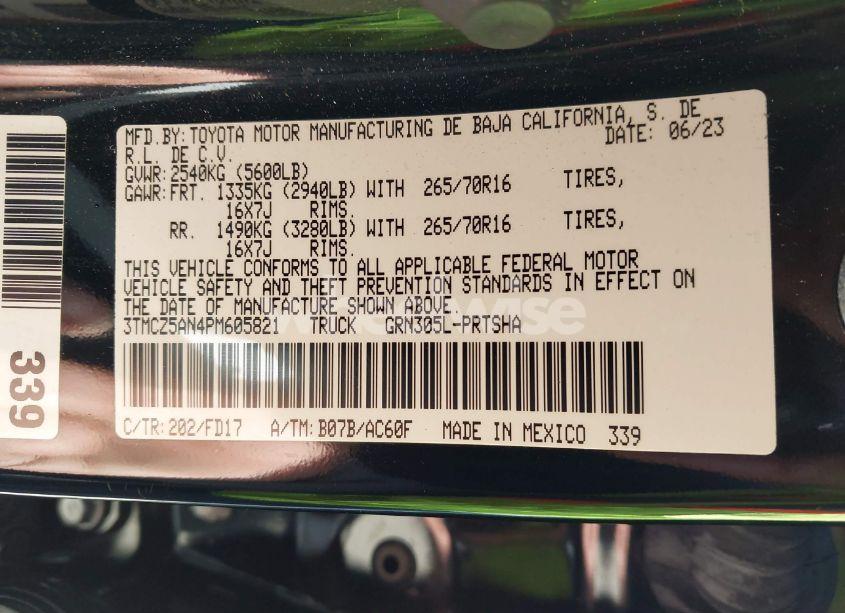 MFD.BY:TOYOTA MOTOR MANUFACTURING DE BAJA CALIFORNIA, S. DE
R.L. DE C.V. DATE: 06/23
GVWR:2540KG (5600LB)
GAWR:FRT. 1335KG (2940LB) WITH 265/70R16 TIRES,
16X7J RIMS.
RR. 1490KG (3280LB) WITH 265/70R16 TIRES,
16X7J RIMS.
THIS VEHICLE CONFORMS TO ALL APPLICABLE FEDERAL MOTOR
VEHICLE SAFETY AND THEFT PREVENTION STANDARDS IN EFFECT ON
THE DATE OF MANUFACTURE SHOWN ABOVE.
3TMCZ5AN4PM605821 TRUCK GRN305L-PRTSHA
C/TR:202/FD17 A/TM:B07B/AC60F MADE IN MEXICO 339
339